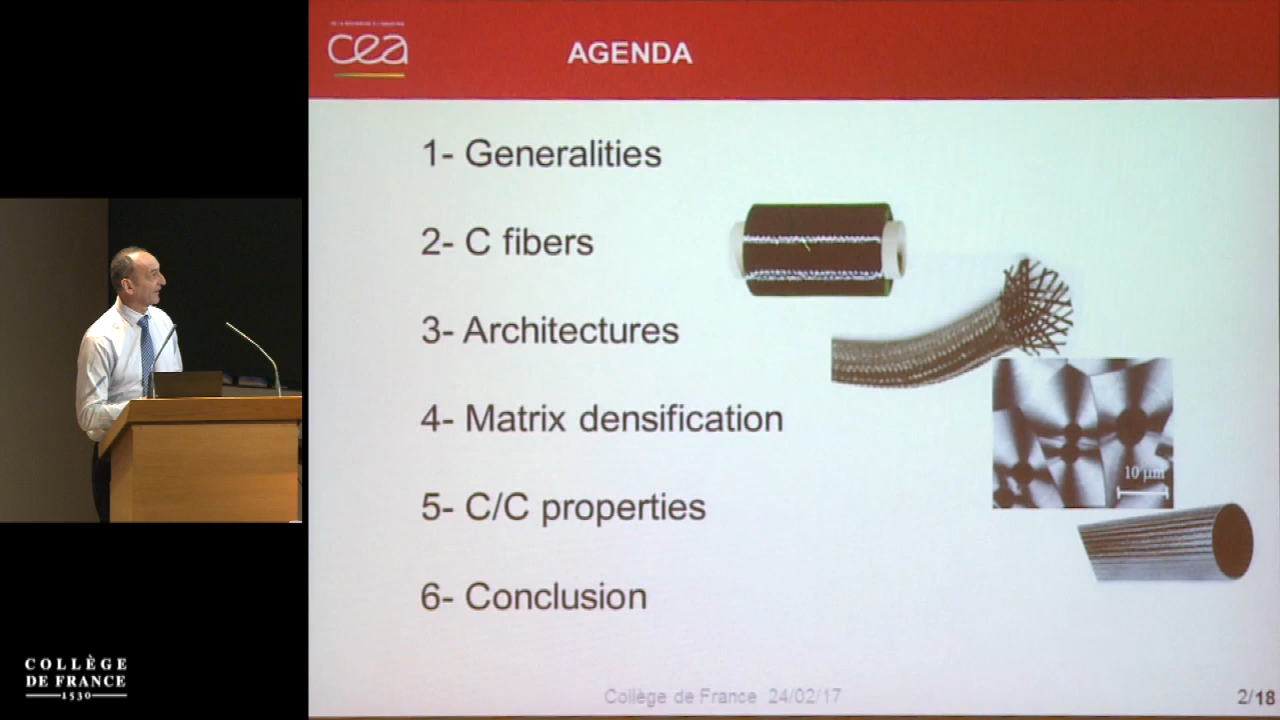 cea
AGENDA
1- Generalities
2- C fibers
3- Architectures
4- Matrix densification
10 µm
5- C/C properties
6- Conclusion
Collège de France 24/02/17
2/18
COLLÈGE
DE FRANCE
1530